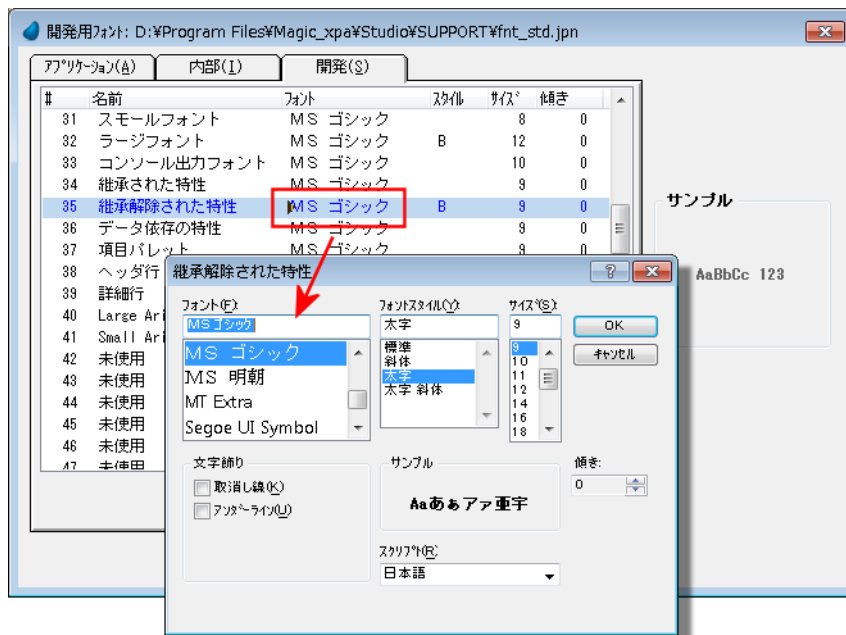 開発用ﾌｫﾝﾄ: D:¥Program Files¥Magic_xpa¥Studio¥SUPPORT¥fnt_std.jpn
ｱﾌﾟﾘｹｰｼｮﾝ(A) 内部(I) 開発(S)
# 名前 ﾌｫﾝﾄ ｽﾀｲﾙ ｻｲｽﾞ 傾き
31 スモールフォント ＭＳ ゴシック 8 0
32 ラージフォント ＭＳ ゴシック B 12 0
33 コンソール出力フォント ＭＳ ゴシック 10 0
34 継承された特性 ＭＳ ゴシック 9 0
35 継承解除された特性 ＭＳ ゴシック B 9 0
36 データ依存の特性 ＭＳ ゴシック 9 0
37 項目パレット ＭＳ ゴシック 9 0
38 ヘッダ行
39 詳細行
40 Large Ari
41 Small Ari
42 未使用
43 未使用
44 未使用
45 未使用
46 未使用
47 未使用
サンプル
AaBbCc 123
継承解除された特性
ﾌｫﾝﾄ(F):
ＭＳ ゴシック
ＭＳ ゴシック
ＭＳ 明朝
MT Extra
Segoe UI Symbol
ﾌｫﾝﾄｽﾀｲﾙ(Y):
太字
標準
斜体
太字
太字 斜体
ｻｲｽﾞ(S):
9
9
10
11
12
14
16
18
OK
ｷｬﾝｾﾙ
文字飾り
取消し線(K)
ｱﾝﾀﾞｰﾗｲﾝ(U)
サンプル
Aaあぁアァ亜宇
傾き:
0
ｽｸﾘﾌﾟﾄ(R):
日本語